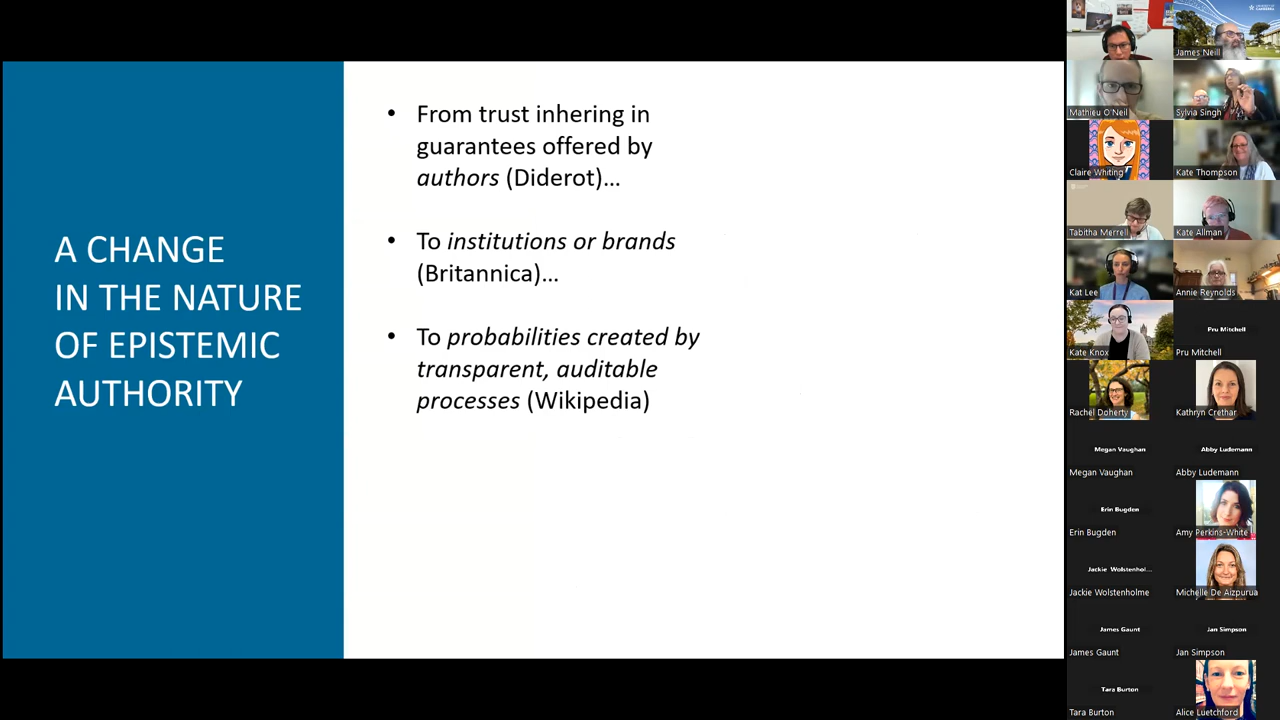 A CHANGE
IN THE NATURE
OF EPISTEMIC
AUTHORITY
• From trust inhering in
guarantees offered by
authors (Diderot)...
• To institutions or brands
(Britannica)...
• To probabilities created by
transparent, auditable
processes (Wikipedia)
James Neill
Mathieu O'Neil
Sylvia Singh
Claire Whiting
Kate Thompson
Tabitha Merrell
Kate Allman
Kat Lee
Annie Reynolds
Kate Knox
Pru Mitchell
Pru Mitchell
Rachel Doherty
Kathryn Crethar
Megan Vaughan
Abby Ludemann
Megan Vaughan
Abby Ludemann
Erin Bugden
Erin Bugden
Amy Perkins-White
Jackie Wolstenhol...
Jackie Wolstenholme
Michelle De Aizpurua
James Gaunt
Jan Simpson
James Gaunt
Jan Simpson
Tara Burton
Tara Burton
Alice Luetchford